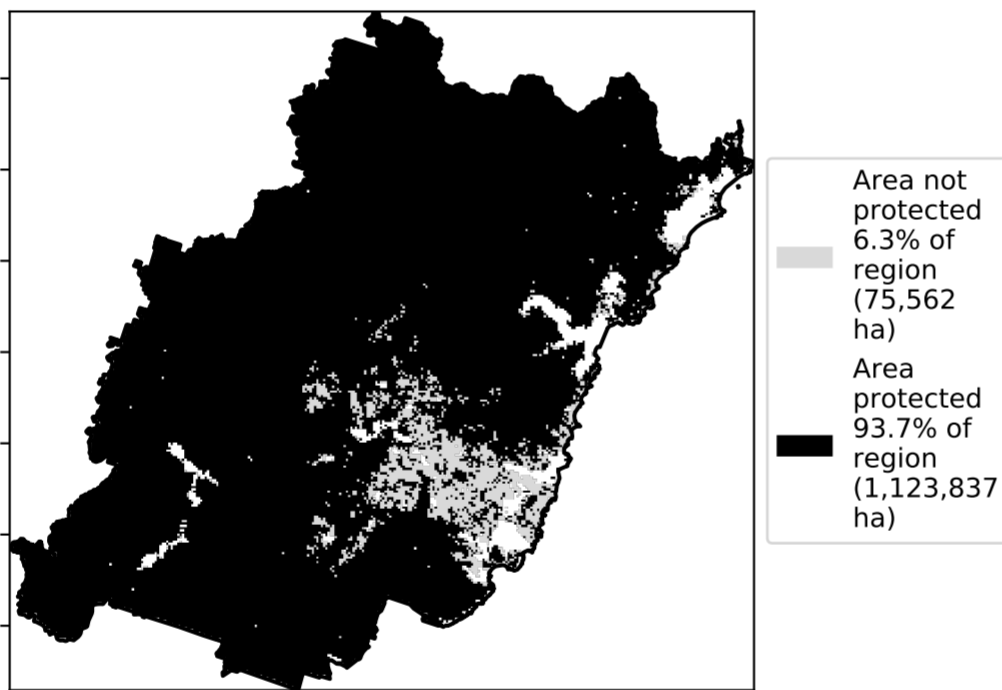 Area not
protected
6.3% of
region
(75,562
ha)
Area
protected
93.7% of
region
(1,123,837
ha)